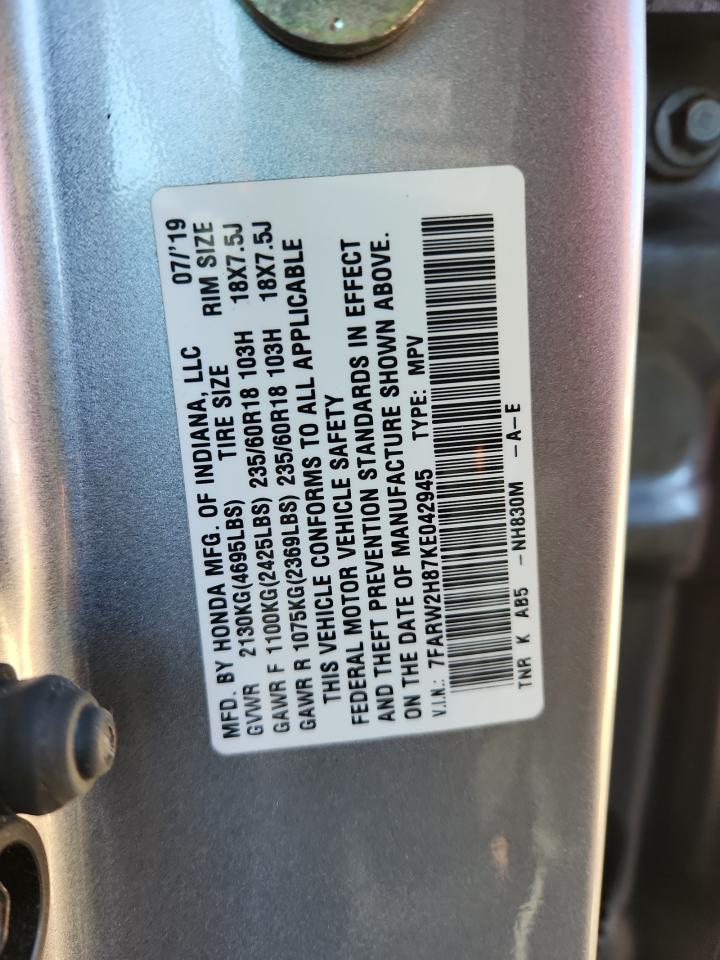 MFD. BY HONDA MFG. OF INDIANA, LLC 07/'19
GVWR 2130KG(4695LBS) TIRE SIZE RIM SIZE
GAWR F 1100KG(2425LBS) 235/60R18 103H 18X7.5J
GAWR R 1075KG(2369LBS) 235/60R18 103H 18X7.5J
THIS VEHICLE CONFORMS TO ALL APPLICABLE
FEDERAL MOTOR VEHICLE SAFETY
AND THEFT PREVENTION STANDARDS IN EFFECT
ON THE DATE OF MANUFACTURE SHOWN ABOVE.
V.I.N.: 7FARW2H87KE042945 TYPE: MPV
TNR K AB5 -NH830M -A-E